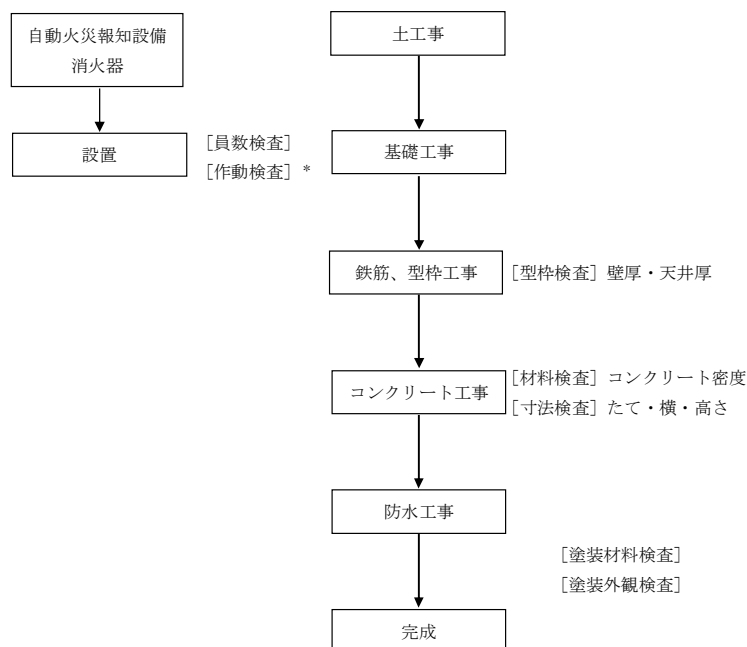 自動火災報知設備
消火器
設置
［員数検査］
［作動検査］*
土工事
基礎工事
鉄筋、型枠工事
［型枠検査］壁厚・天井厚
コンクリート工事
［材料検査］コンクリート密度
［寸法検査］たて・横・高さ
防水工事
［塗装材料検査］
［塗装外観検査］
完成